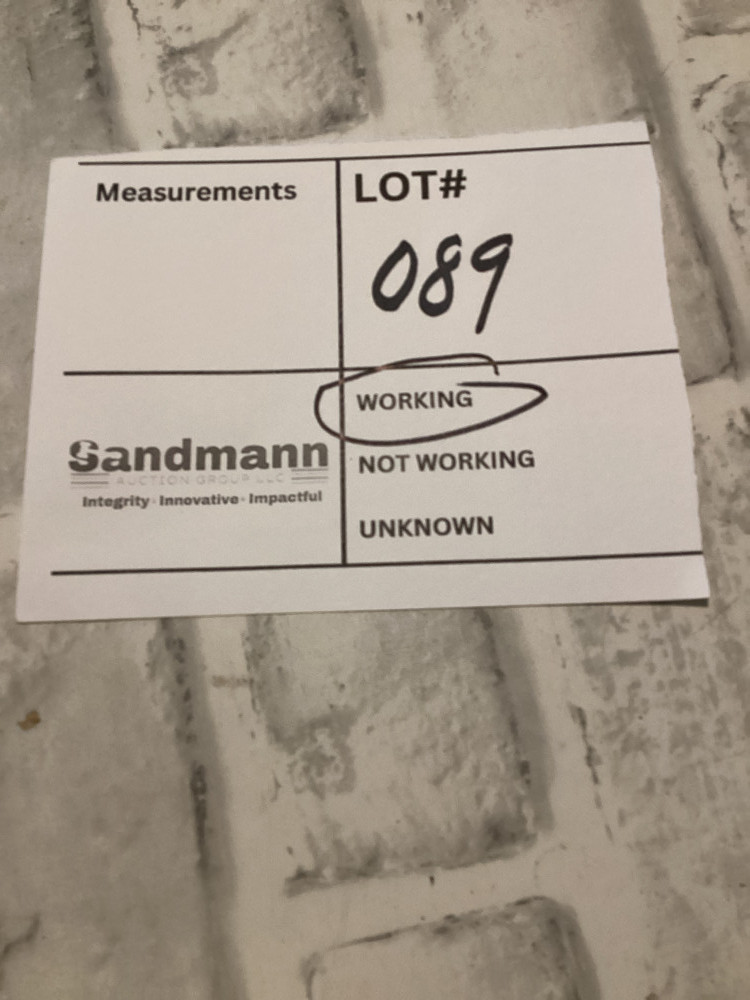 Measurements
LOT#
089
WORKING
NOT WORKING
UNKNOWN
Sandmann
AUCTION GROUP LLC
Integrity · Innovative · Impactful